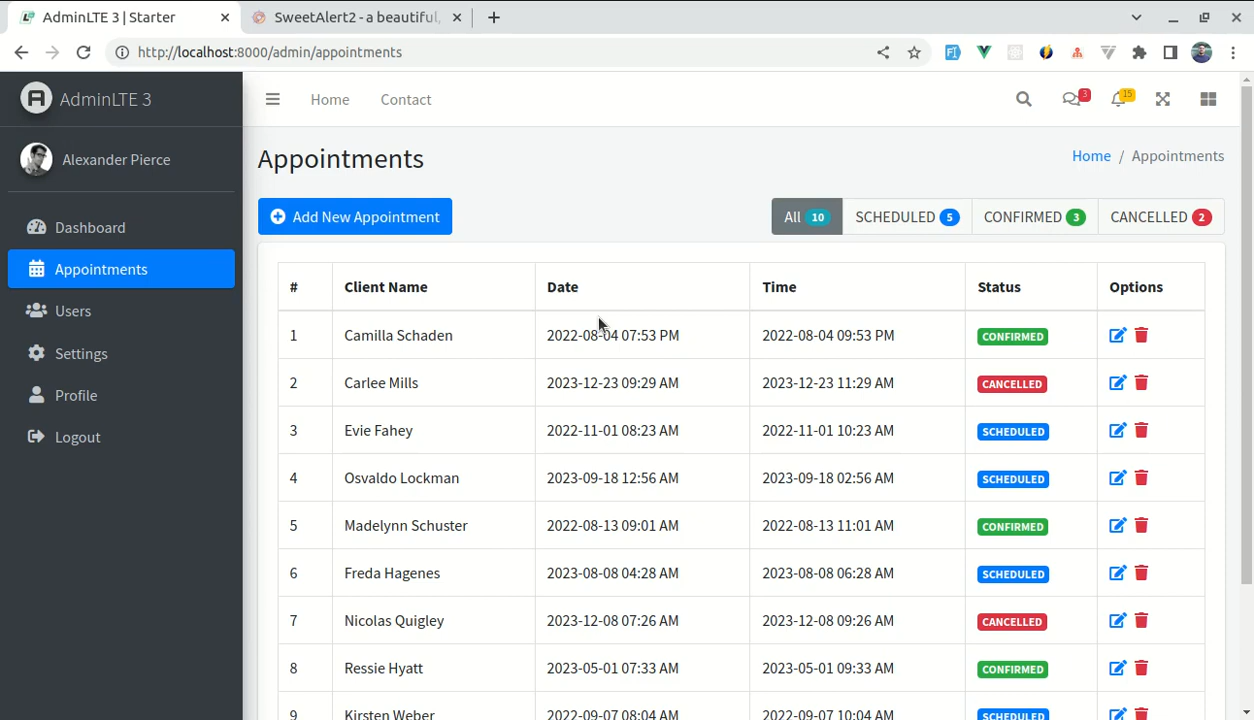 AdminLTE 3 | Starter
SweetAlert2 - a beautiful,
http://localhost:8000/admin/appointments
AdminLTE 3
Home Contact
3
15
Alexander Pierce
Dashboard
Appointments
Users
Settings
Profile
Logout
Appointments
Home / Appointments
Add New Appointment
All 10 SCHEDULED 5 CONFIRMED 3 CANCELLED 2
# Client Name Date Time Status Options
1 Camilla Schaden 2022-08-04 07:53 PM 2022-08-04 09:53 PM CONFIRMED
2 Carlee Mills 2023-12-23 09:29 AM 2023-12-23 11:29 AM CANCELLED
3 Evie Fahey 2022-11-01 08:23 AM 2022-11-01 10:23 AM SCHEDULED
4 Osvaldo Lockman 2023-09-18 12:56 AM 2023-09-18 02:56 AM SCHEDULED
5 Madelynn Schuster 2022-08-13 09:01 AM 2022-08-13 11:01 AM CONFIRMED
6 Freda Hagenes 2023-08-08 04:28 AM 2023-08-08 06:28 AM SCHEDULED
7 Nicolas Quigley 2023-12-08 07:26 AM 2023-12-08 09:26 AM CANCELLED
8 Ressie Hyatt 2023-05-01 07:33 AM 2023-05-01 09:33 AM CONFIRMED
9 Kirsten Weber 2022-09-07 08:04 AM 2022-09-07 10:04 AM SCHEDULED